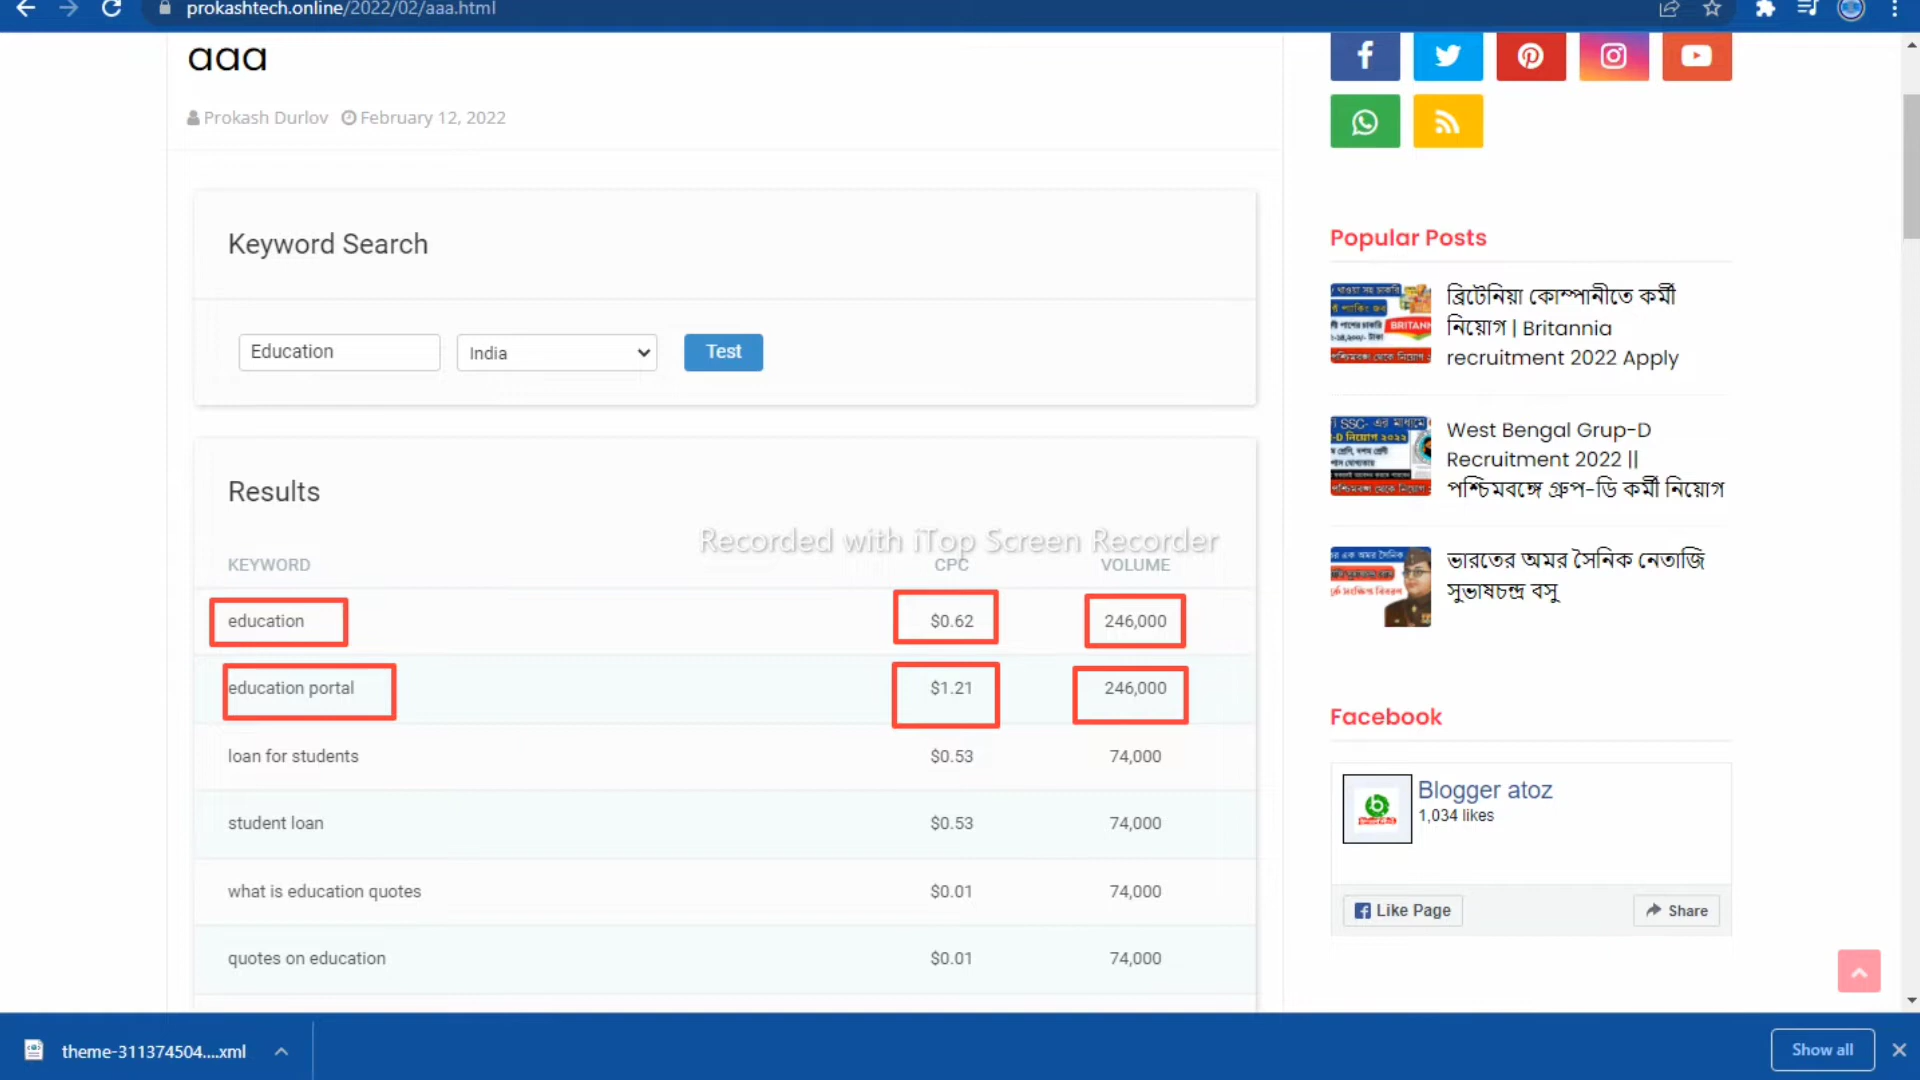 prokashtech.online/2022/02/aaa.html
aaa
Prokash Durlov February 12, 2022
Keyword Search
Education India Test
Results
Recorded with iTop Screen Recorder
KEYWORD CPC VOLUME
education $0.62 246,000
education portal $1.21 246,000
loan for students $0.53 74,000
student loan $0.53 74,000
what is education quotes $0.01 74,000
quotes on education $0.01 74,000
Popular Posts
ব্রিটেনিয়া কোম্পানীতে কর্মী
নিয়োগ | Britannia
recruitment 2022 Apply
West Bengal Grup-D
Recruitment 2022 ||
পশ্চিমবঙ্গে গ্রুপ-ডি কর্মী নিয়োগ
ভারতের অমর সৈনিক নেতাজি
সুভাষচন্দ্র বসু
Facebook
Blogger atoz
1,034 likes
Like Page Share
theme-311374504....xml Show all